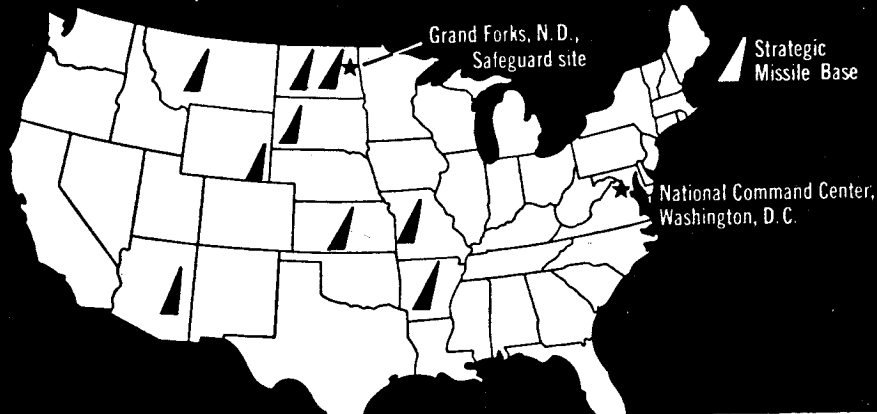 Grand Forks, N.D.,
Safeguard site
Strategic
Missile Base
National Command Center,
Washington, D.C.